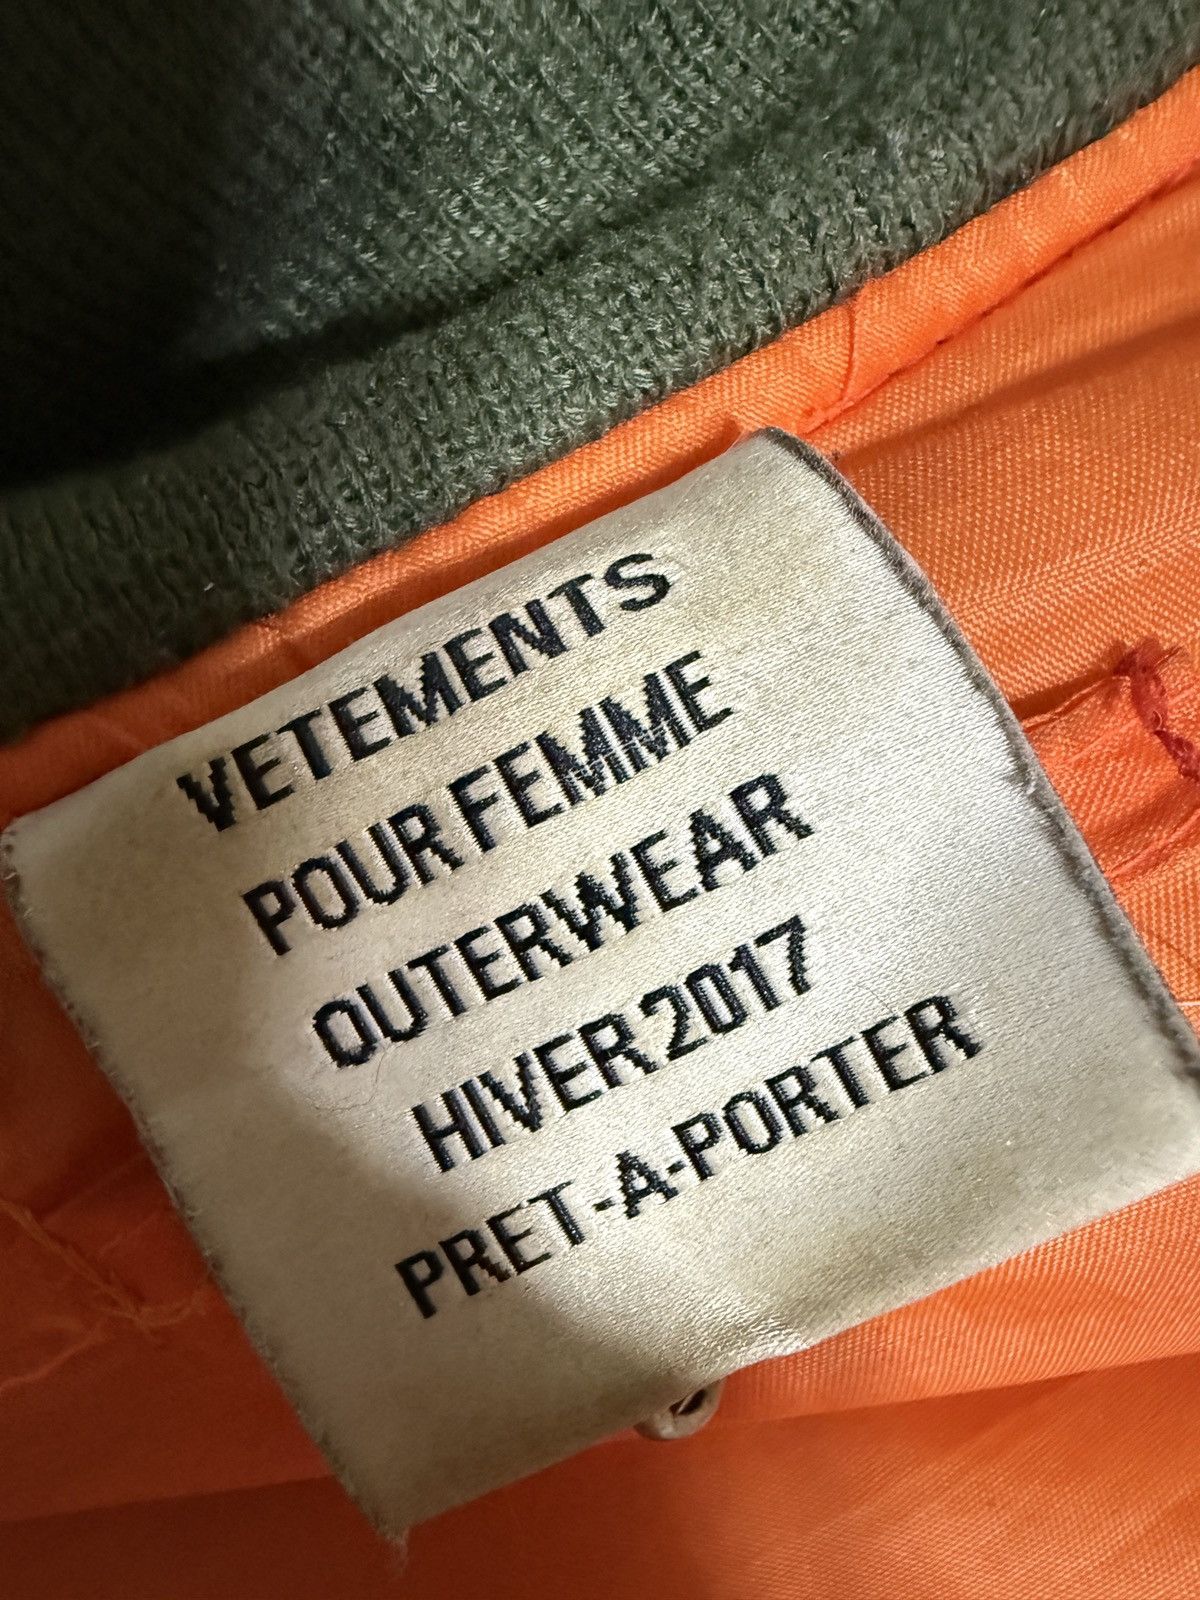 VETEMENTS
POUR FEMME
OUTERWEAR
HIVER 2017
PRET-A-PORTER